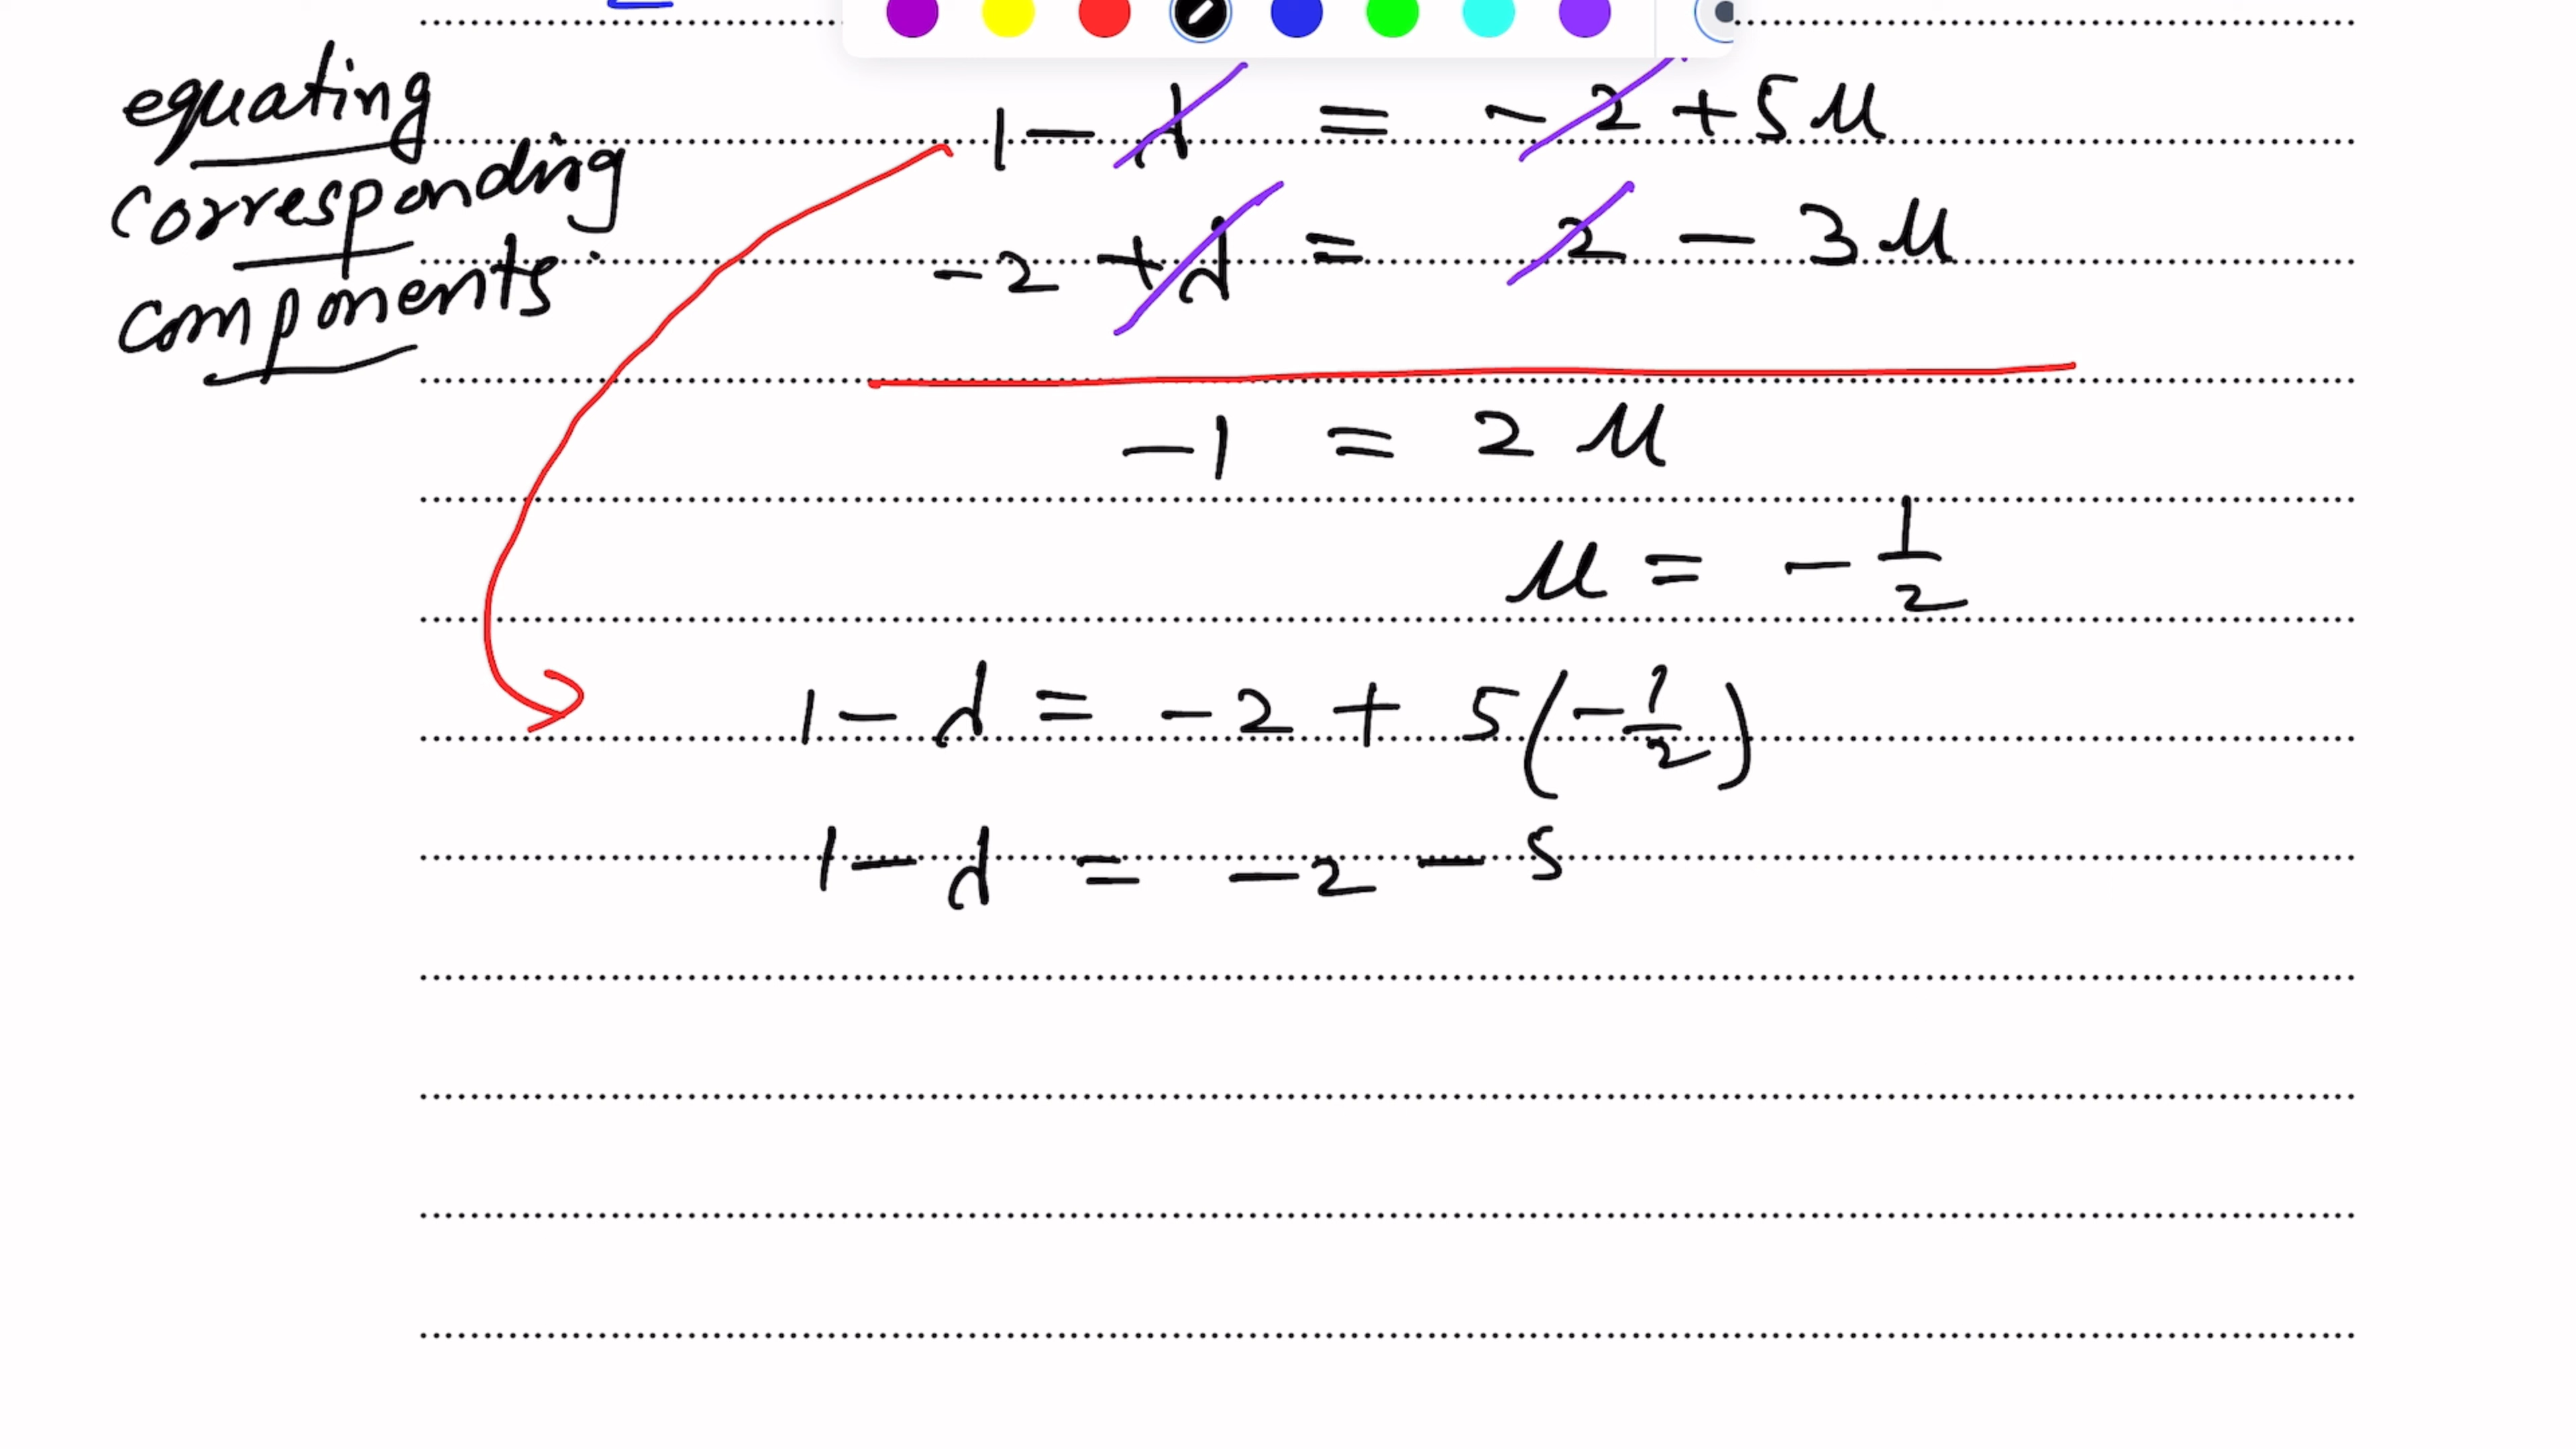 equating
corresponding
components
1 - λ = -2 + 5μ
-2 + λ = 2 - 3μ
-1 = 2μ
μ = -1/2
1 - λ = -2 + 5(-1/2)
1 - λ = -2 - 5